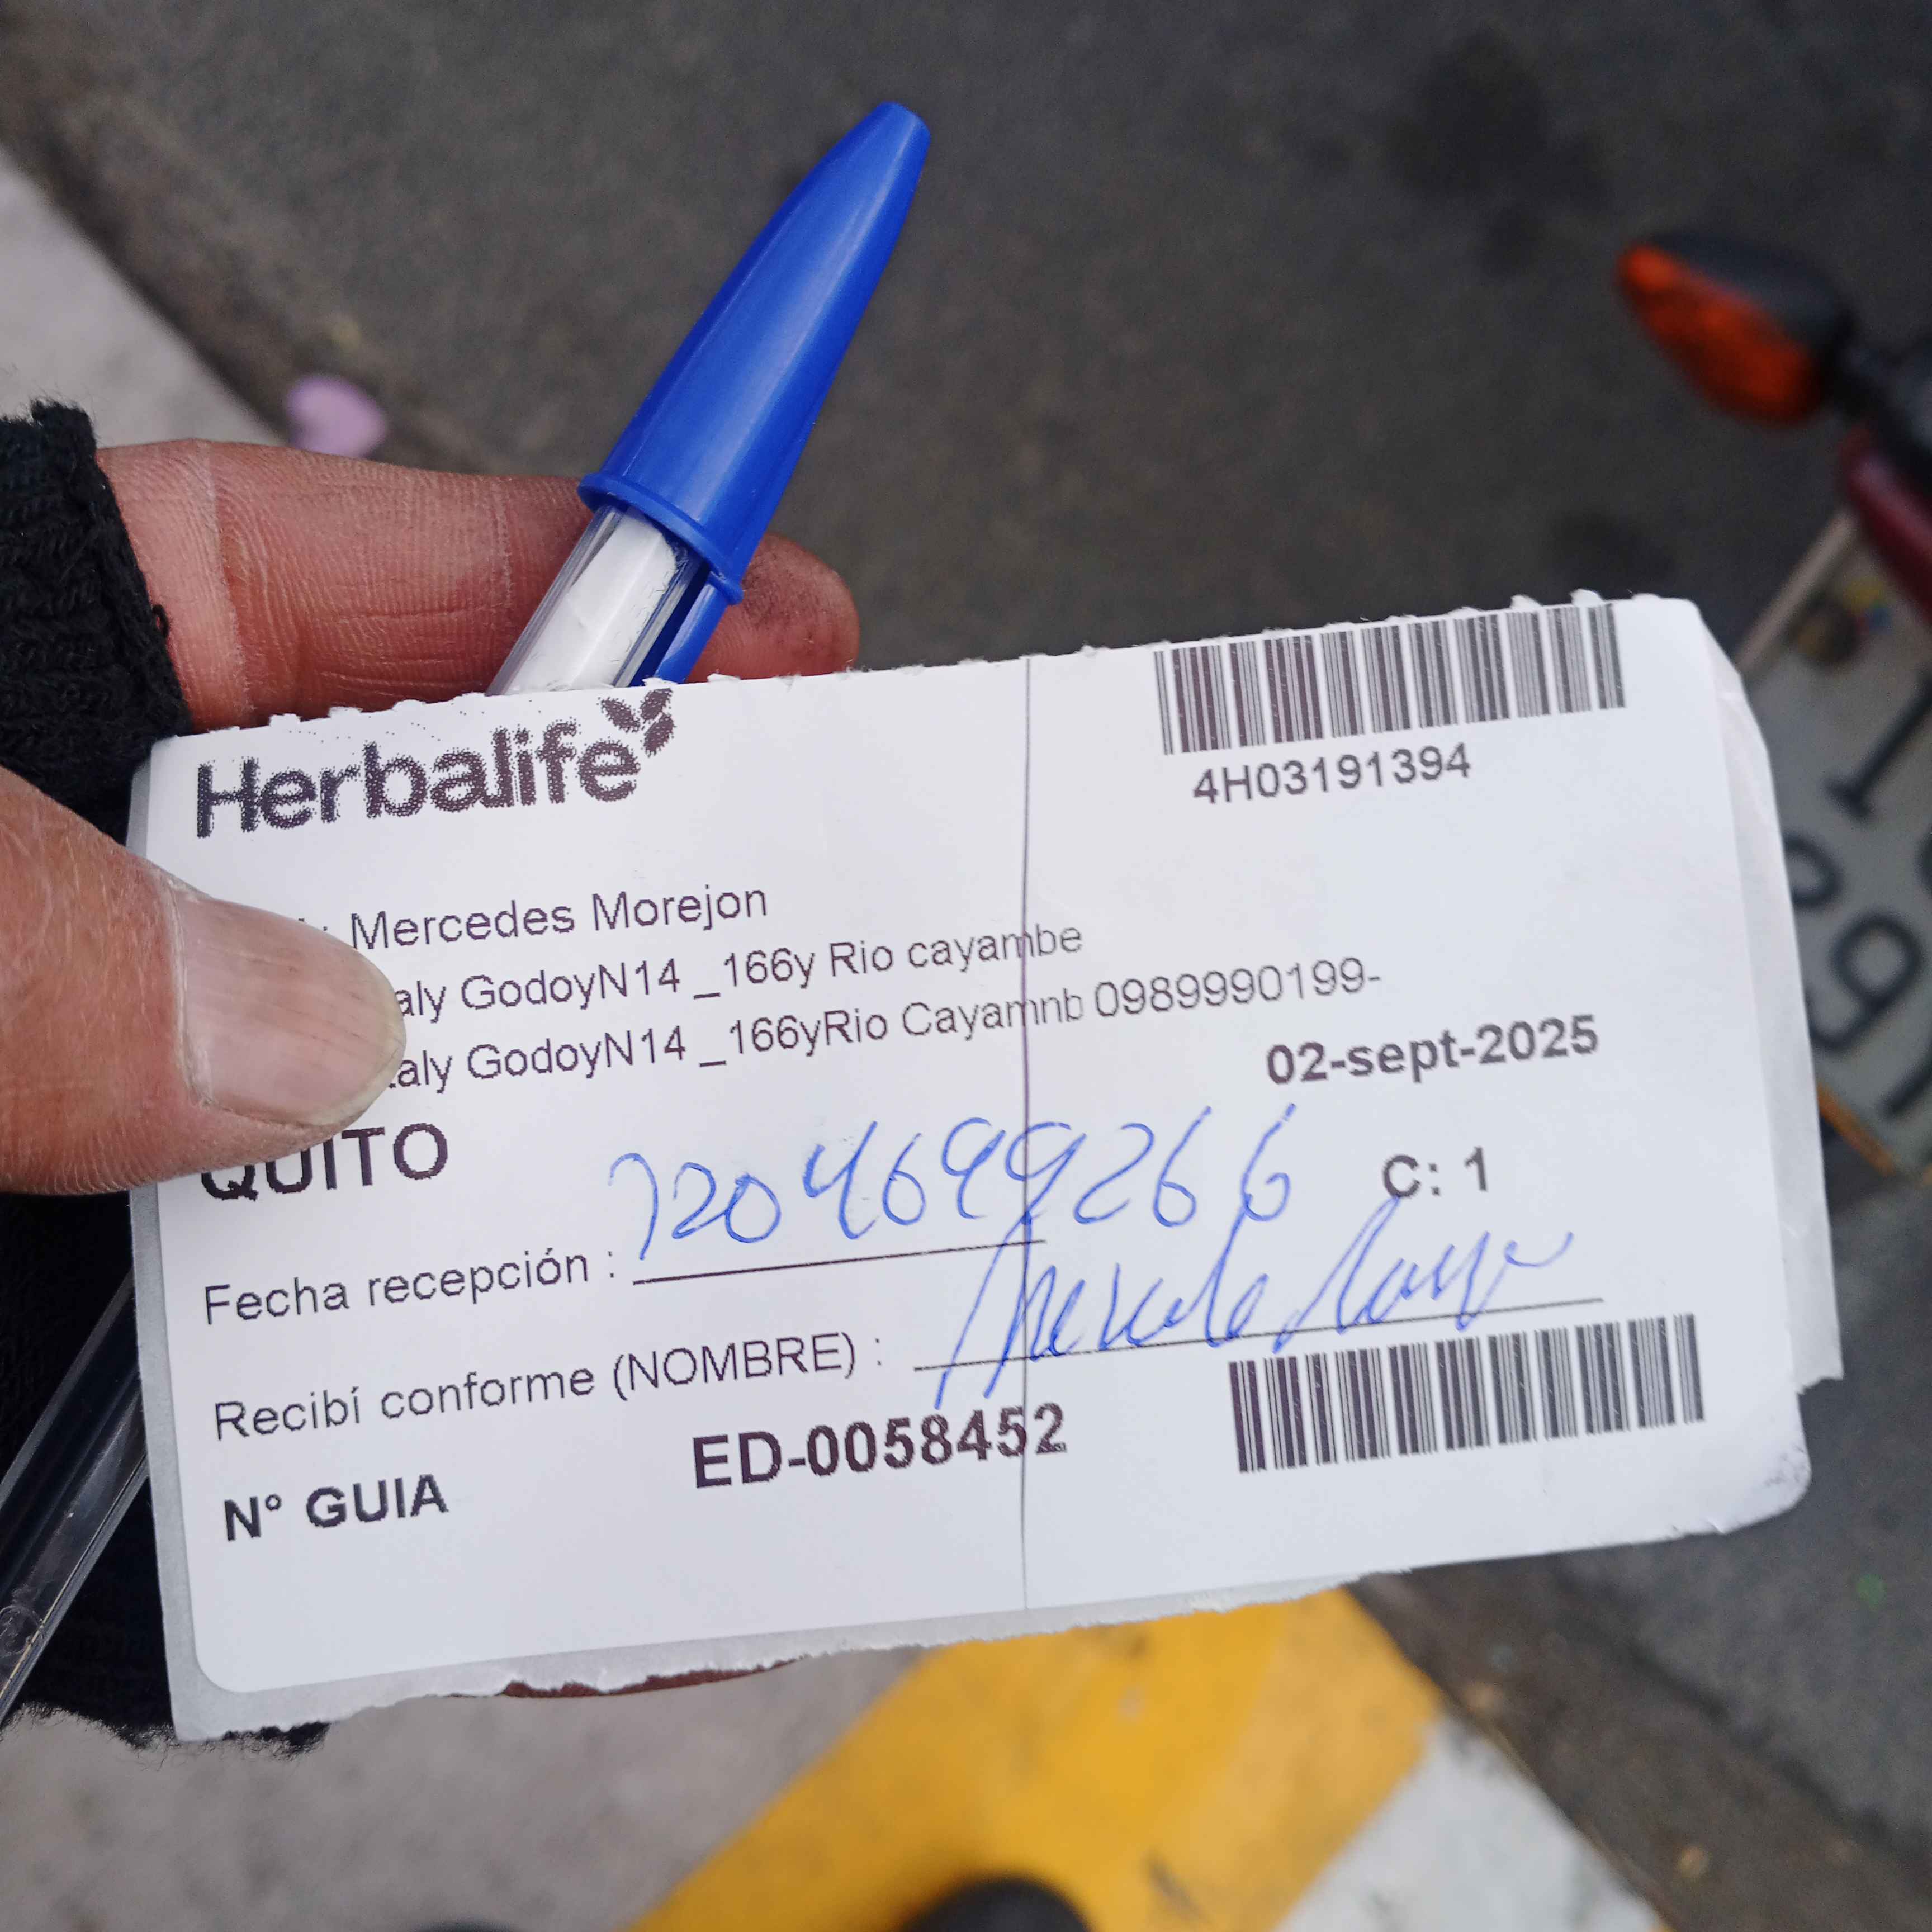 Herbalife
4H03191394
: Mercedes Morejon
aly GodoyN14 _166y Rio cayambe
aly GodoyN14 _166yRio Cayamnb 0989990199-
02-sept-2025
QUITO
C: 1
Fecha recepción : 1204699266
Recibí conforme (NOMBRE) :
N° GUIA ED-0058452